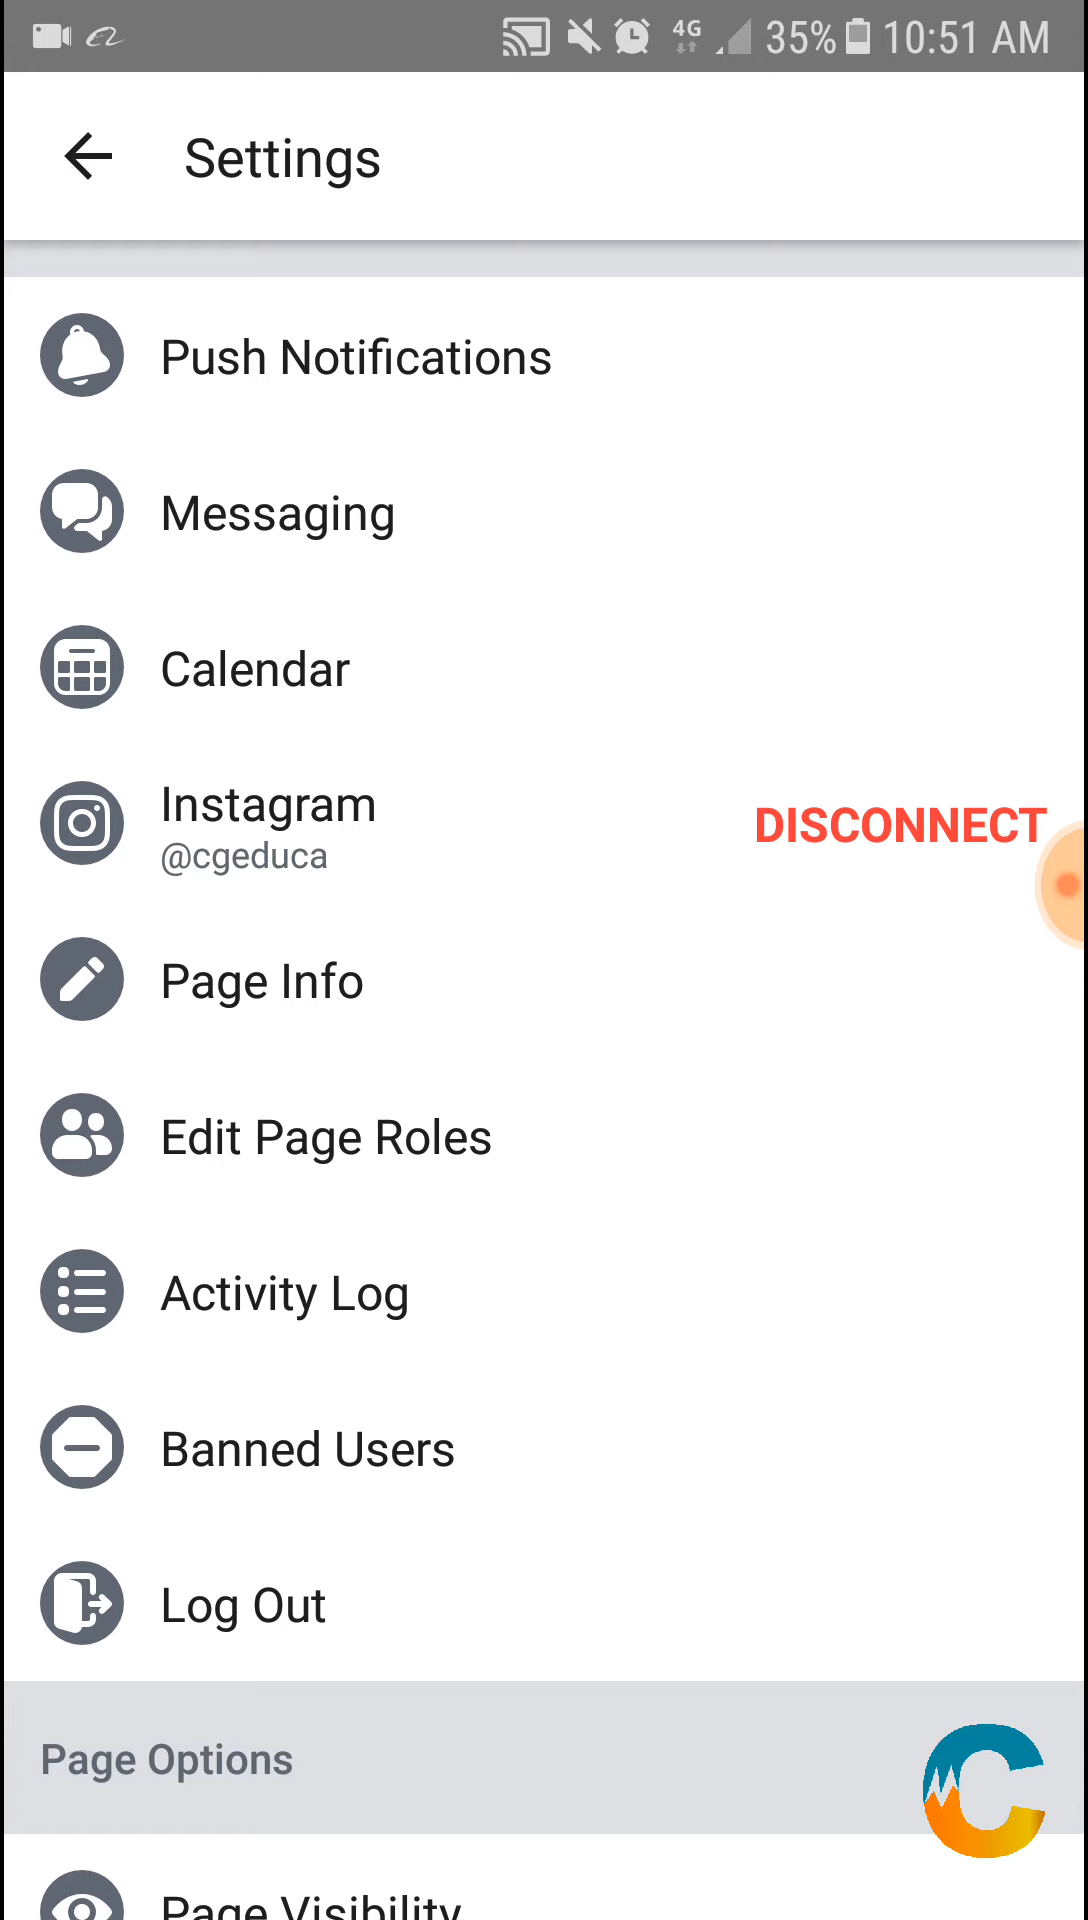 4G 35% 10:51 AM
Settings
Push Notifications
Messaging
Calendar
Instagram
@cgeduca
DISCONNECT
Page Info
Edit Page Roles
Activity Log
Banned Users
Log Out
Page Options
C
Page Visibility